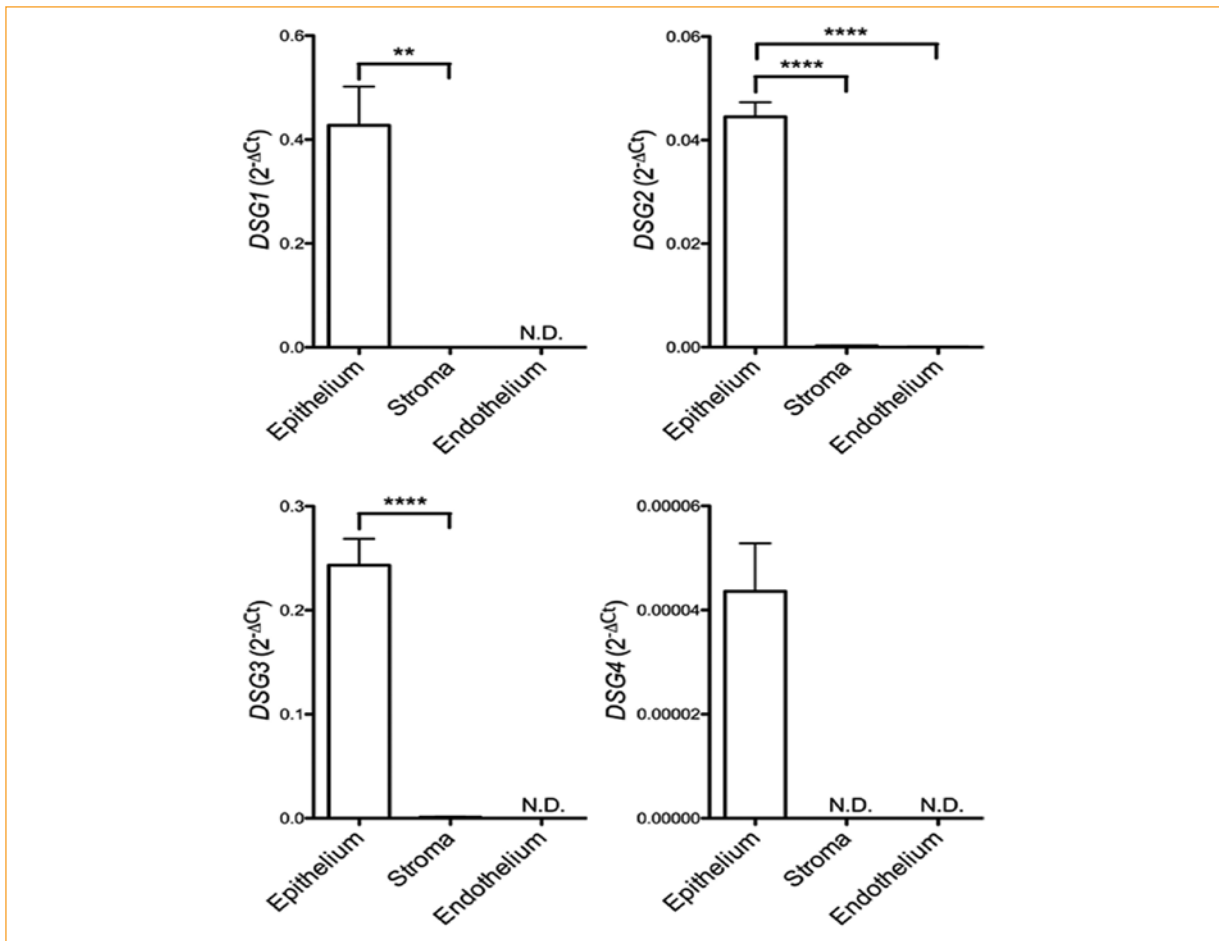 0.6
0.4
0.2
0.0
DSG1 (2-ΔCt)
**
N.D.
Epithelium
Stroma
Endothelium
0.06
0.04
0.02
0.00
DSG2 (2-ΔCt)
****
****
Epithelium
Stroma
Endothelium
0.3
0.2
0.1
0.0
DSG3 (2-ΔCt)
****
N.D.
Epithelium
Stroma
Endothelium
0.00006
0.00004
0.00002
0.00000
DSG4 (2-ΔCt)
N.D.
N.D.
Epithelium
Stroma
Endothelium